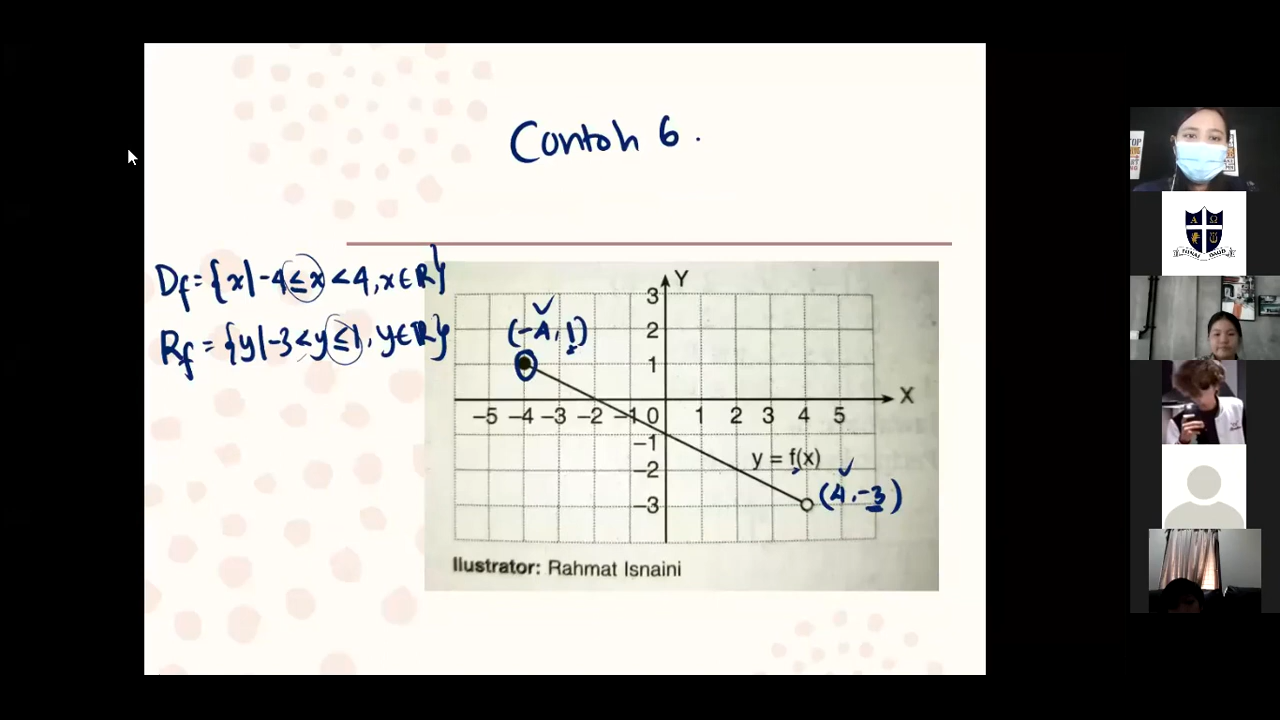 Contoh 6.
Df = {x| -4 ≤ x < 4, x ∈ R}
Rf = {y| -3 < y ≤ 1, y ∈ R}
Y
3
(-4, 1)
2
1
X
–5 –4 –3 –2 –1 0 1 2 3 4 5
–1
y = f(x)
–2
(4, -3)
–3
Ilustrator: Rahmat Isnaini
Α Ω